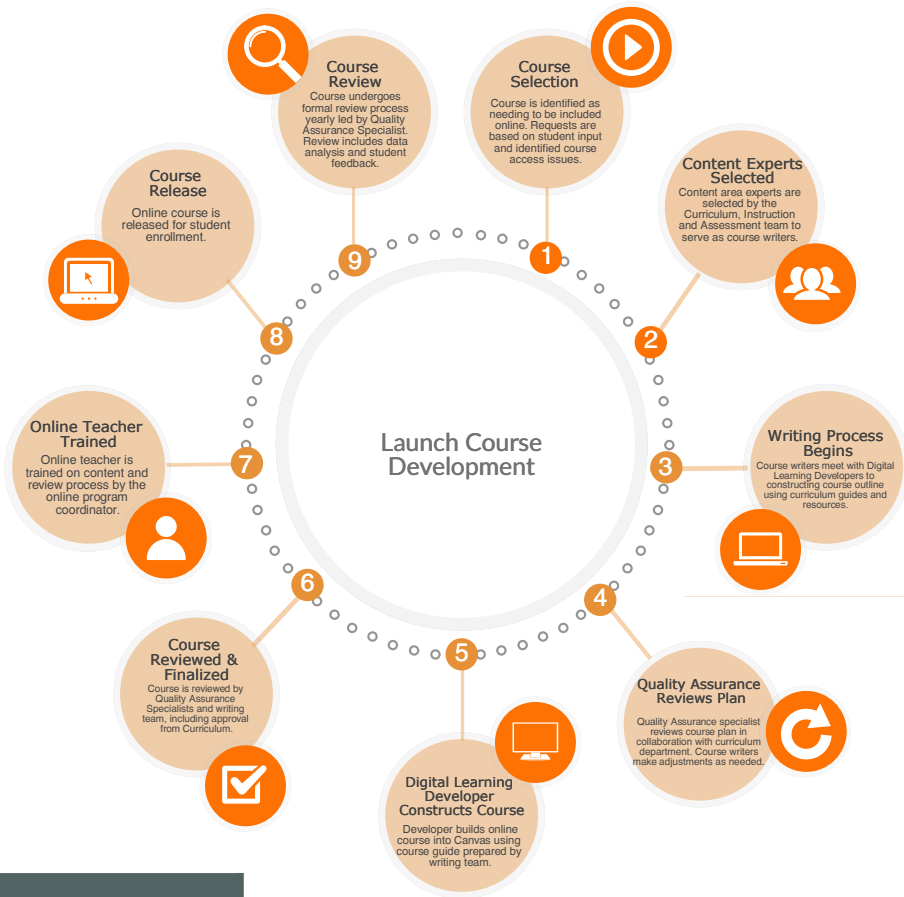 Launch Course
Development
1
Course
Selection
Course is identified as
needing to be included
online. Requests are
based on student input
and identified course
access issues.
2
Content Experts
Selected
Content area experts are
selected by the
Curriculum, Instruction
and Assessment team to
serve as course writers.
3
Writing Process
Begins
Course writers meet with Digital
Learning Developers to
constructing course outline
using curriculum guides and
resources.
4
Quality Assurance
Reviews Plan
Quality Assurance specialist
reviews course plan in
collaboration with curriculum
department. Course writers
make adjustments as needed.
5
Digital Learning
Developer
Constructs Course
Developer builds online
course into Canvas using
course guide prepared by
writing team.
6
Course
Reviewed &
Finalized
Course is reviewed by
Quality Assurance
Specialists and writing
team, including approval
from Curriculum.
7
Online Teacher
Trained
Online teacher is
trained on content and
review process by the
online program
coordinator.
8
Course
Release
Online course is
released for student
enrollment.
9
Course
Review
Course undergoes
formal review process
yearly led by Quality
Assurance Specialist.
Review includes data
analysis and student
feedback.